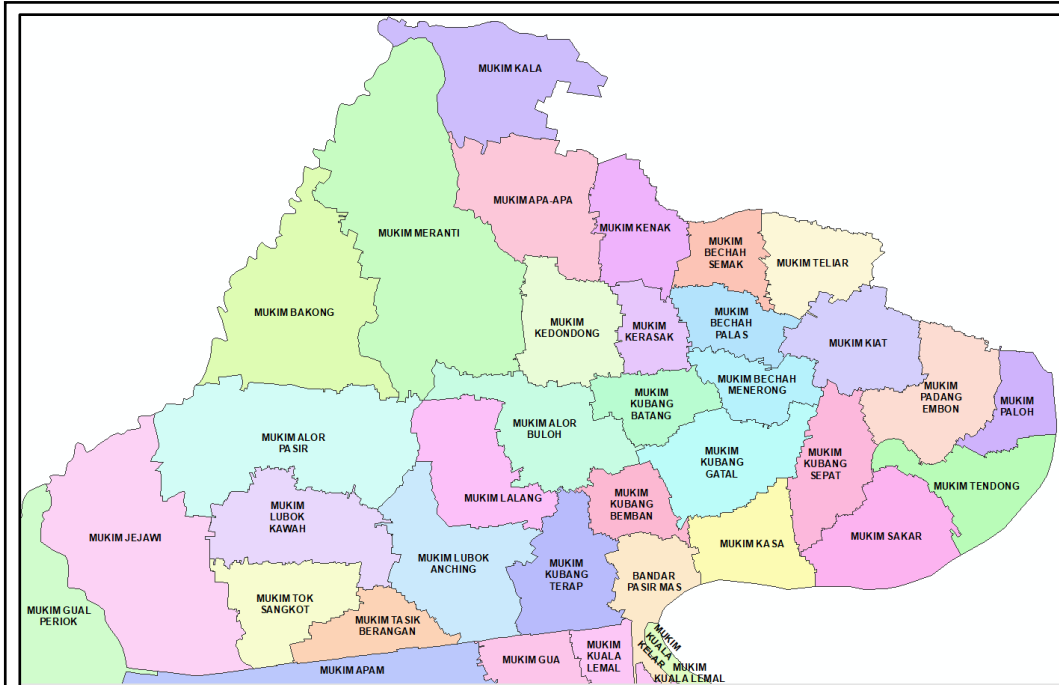 MUKIM KALA
MUKIM APA-APA
MUKIM MERANTI
MUKIM KENAK
MUKIM
BECHAH
SEMAK
MUKIM TELIAR
MUKIM BAKONG
MUKIM
KEDONDONG
MUKIM
KERASAK
MUKIM
BECHAH
PALAS
MUKIM KIAT
MUKIM
PADANG
EMBON
MUKIM
PALOH
MUKIM BECHAH
MENERONG
MUKIM
KUBANG
BATANG
MUKIM ALOR
PASIR
MUKIM ALOR
BULOH
MUKIM
KUBANG
GATAL
MUKIM
KUBANG
SEPAT
MUKIM TENDONG
MUKIM LALANG
MUKIM
KUBANG
BEMBAN
MUKIM
LUBOK
KAWAH
MUKIM JEJAWI
MUKIM KASA
MUKIM SAKAR
MUKIM LUBOK
ANCHING
MUKIM
KUBANG
TERAP
BANDAR
PASIR MAS
MUKIM TOK
SANGKOT
MUKIM GUAL
PERIOK
MUKIM TASIK
BERANGAN
MUKIM
KUALA
KELAR
MUKIM APAM
MUKIM GUA
MUKIM
KUALA
LEMAL
MUKIM
KUALA LEMAL